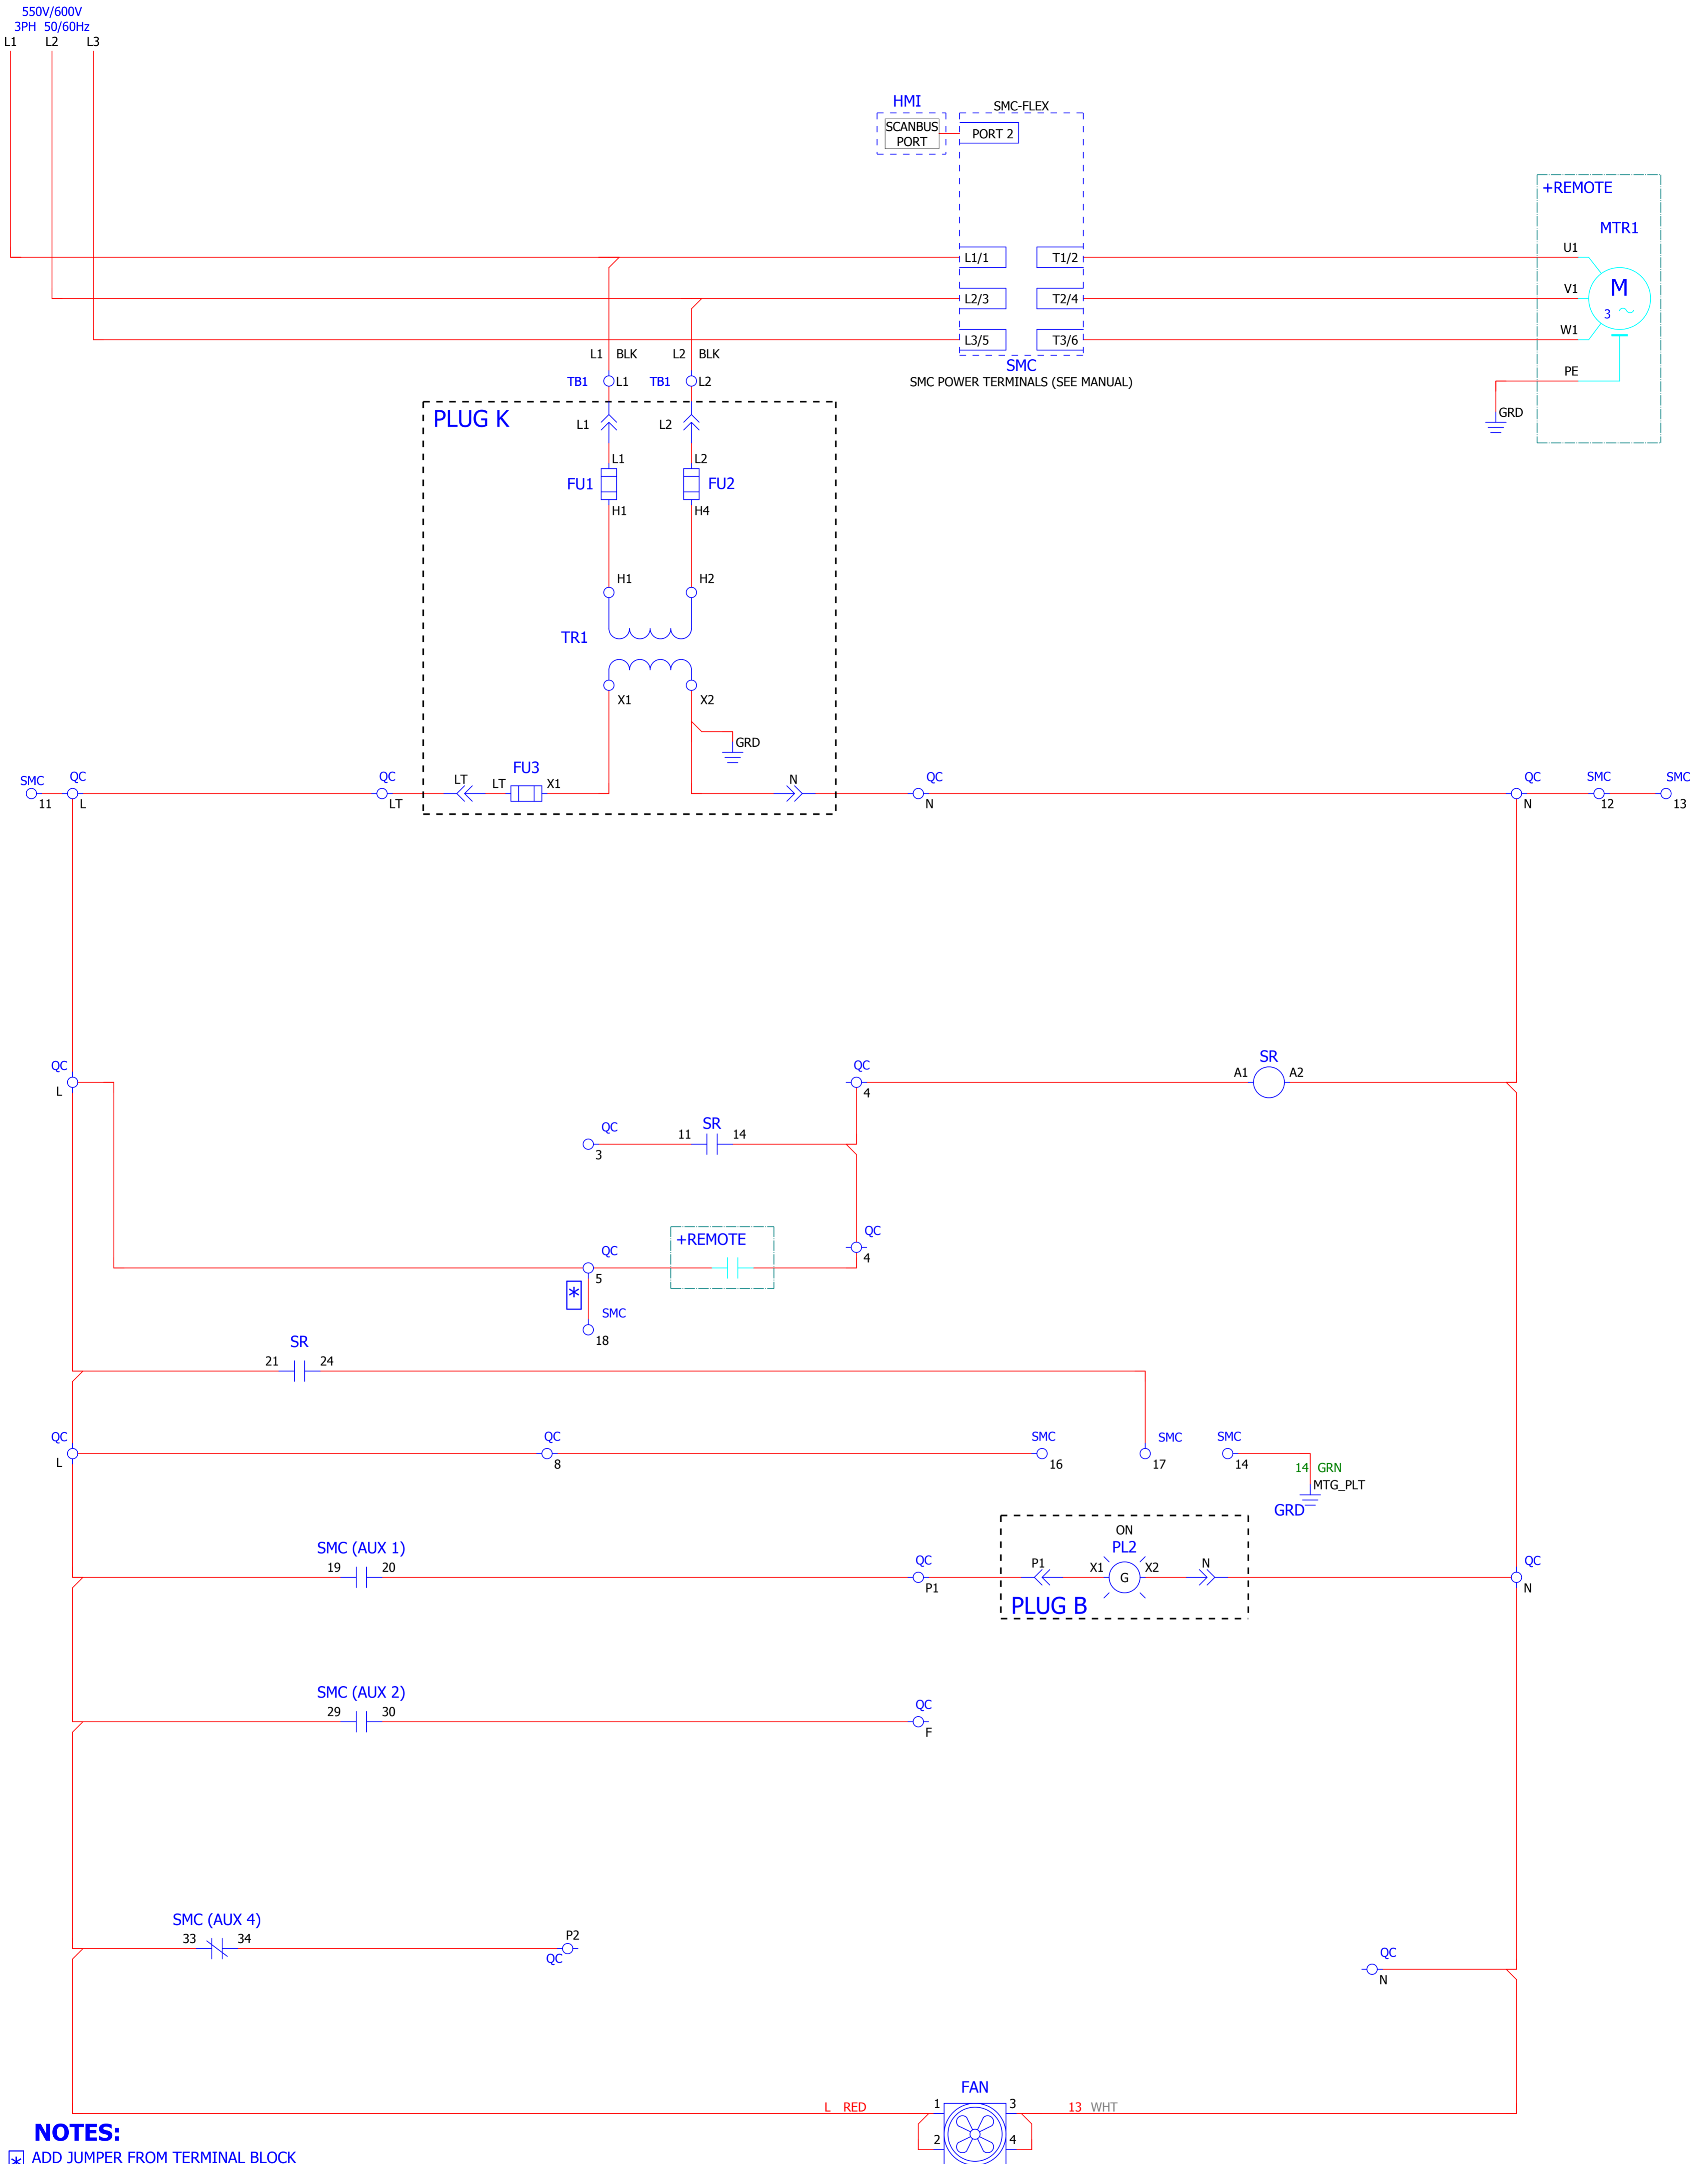 550V/600V
3PH 50/60Hz
L1 L2 L3
HMI
SMC-FLEX
SCANBUS
PORT
PORT 2
+REMOTE
MTR1
L1/1 T1/2 U1
L2/3 T2/4 V1
M
3
L3/5 T3/6 W1
L1 BLK L2 BLK
SMC
SMC POWER TERMINALS (SEE MANUAL)
PE
TB1 L1 TB1 L2
GRD
PLUG K
L1 L2
L1 L2
FU1 FU2
H1 H4
H1 H2
TR1
X1 X2
GRD
SMC QC QC LT LT FU3 X1 N QC QC SMC SMC
11 L LT N N 12 13
QC QC SR
L 4 A1 A2
QC 11 SR 14
3
QC
4
+REMOTE
QC
5
*
SMC
18
SR
21 24
QC QC SMC SMC SMC
L 8 16 17 14
14 GRN
MTG_PLT
GRD
SMC (AUX 1)
19 20
ON
PL2
QC P1 X1 G X2 N QC
P1 N
PLUG B
SMC (AUX 2)
29 30 QC
F
SMC (AUX 4)
33 34 P2
QC
QC
N
FAN
L RED 1 3 13 WHT
2 4
NOTES:
* ADD JUMPER FROM TERMINAL BLOCK